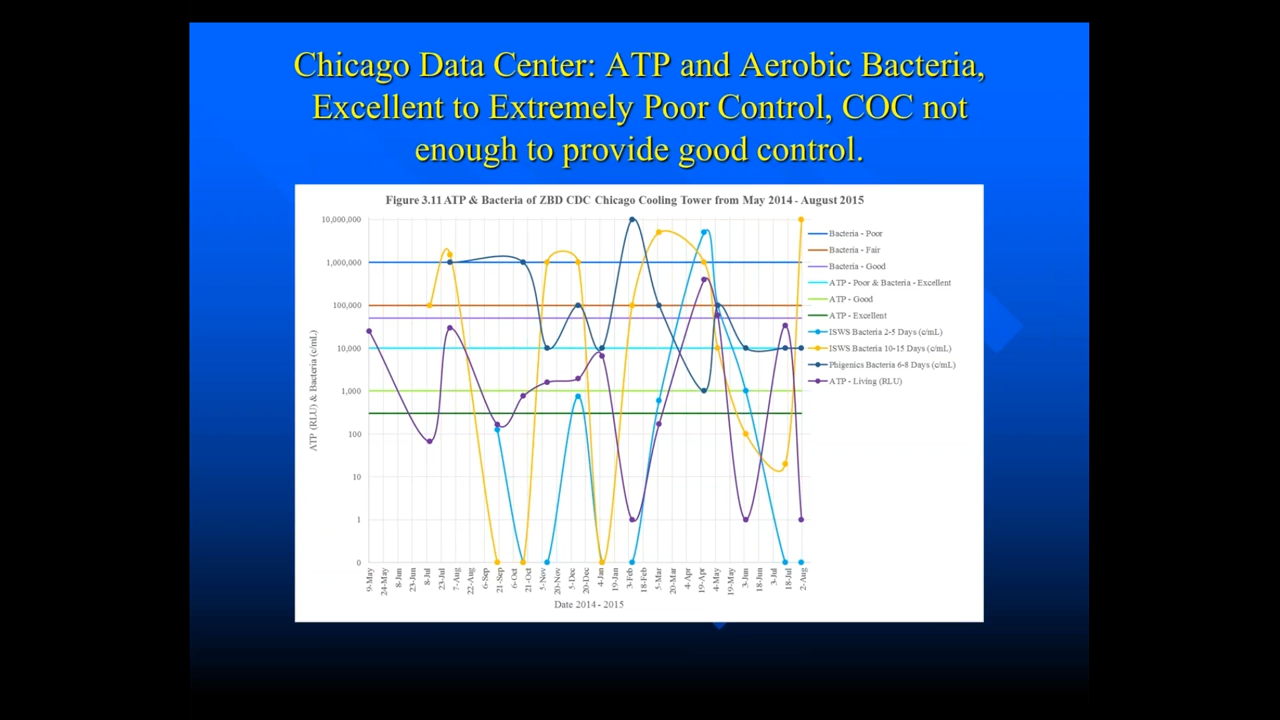 Chicago Data Center: ATP and Aerobic Bacteria,
Excellent to Extremely Poor Control, COC not
enough to provide good control.
Figure 3.11 ATP & Bacteria of ZBD CDC Chicago Cooling Tower from May 2014 - August 2015
10,000,000
1,000,000
100,000
10,000
1,000
100
10
1
0
ATP (RLU) & Bacteria (c/mL)
Bacteria - Poor
Bacteria - Fair
Bacteria - Good
ATP - Poor & Bacteria - Excellent
ATP - Good
ATP - Excellent
ISWS Bacteria 2-5 Days (c/mL)
ISWS Bacteria 10-15 Days (c/mL)
Phigenics Bacteria 6-8 Days (c/mL)
ATP - Living (RLU)
9-May
24-May
8-Jun
23-Jun
8-Jul
23-Jul
7-Aug
22-Aug
6-Sep
21-Sep
6-Oct
21-Oct
5-Nov
20-Nov
5-Dec
20-Dec
4-Jan
19-Jan
3-Feb
18-Feb
5-Mar
20-Mar
4-Apr
19-Apr
4-May
19-May
3-Jun
18-Jun
3-Jul
18-Jul
2-Aug
Date 2014 - 2015